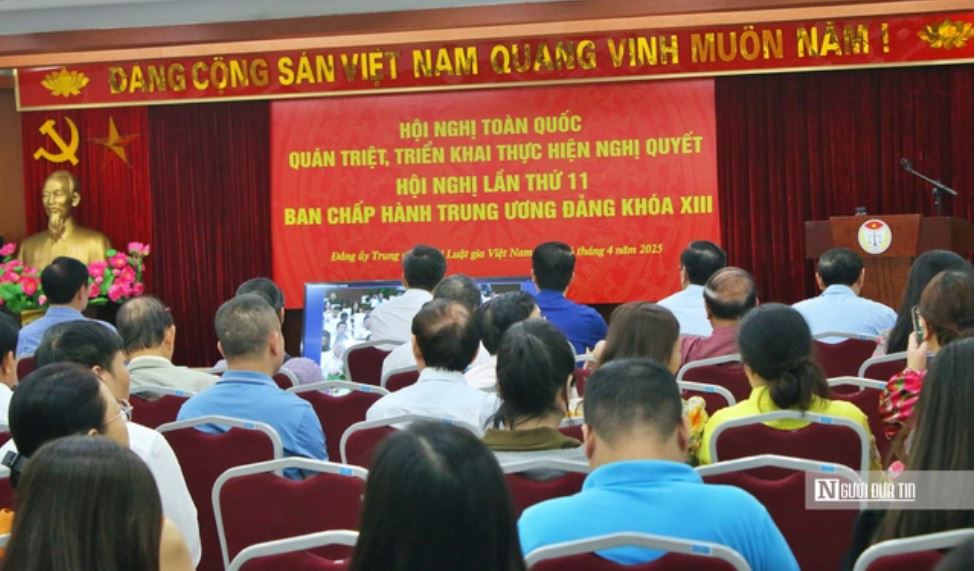 ĐẢNG CỘNG SẢN VIỆT NAM QUANG VINH MUÔN NĂM !
HỘI NGHỊ TOÀN QUỐC
QUÁN TRIỆT, TRIỂN KHAI THỰC HIỆN NGHỊ QUYẾT
HỘI NGHỊ LẦN THỨ 11
BAN CHẤP HÀNH TRUNG ƯƠNG ĐẢNG KHÓA XIII
Đảng ủy Trung Luật gia Việt Nam tháng 4 năm 2025
NGƯỜI ĐƯA TIN